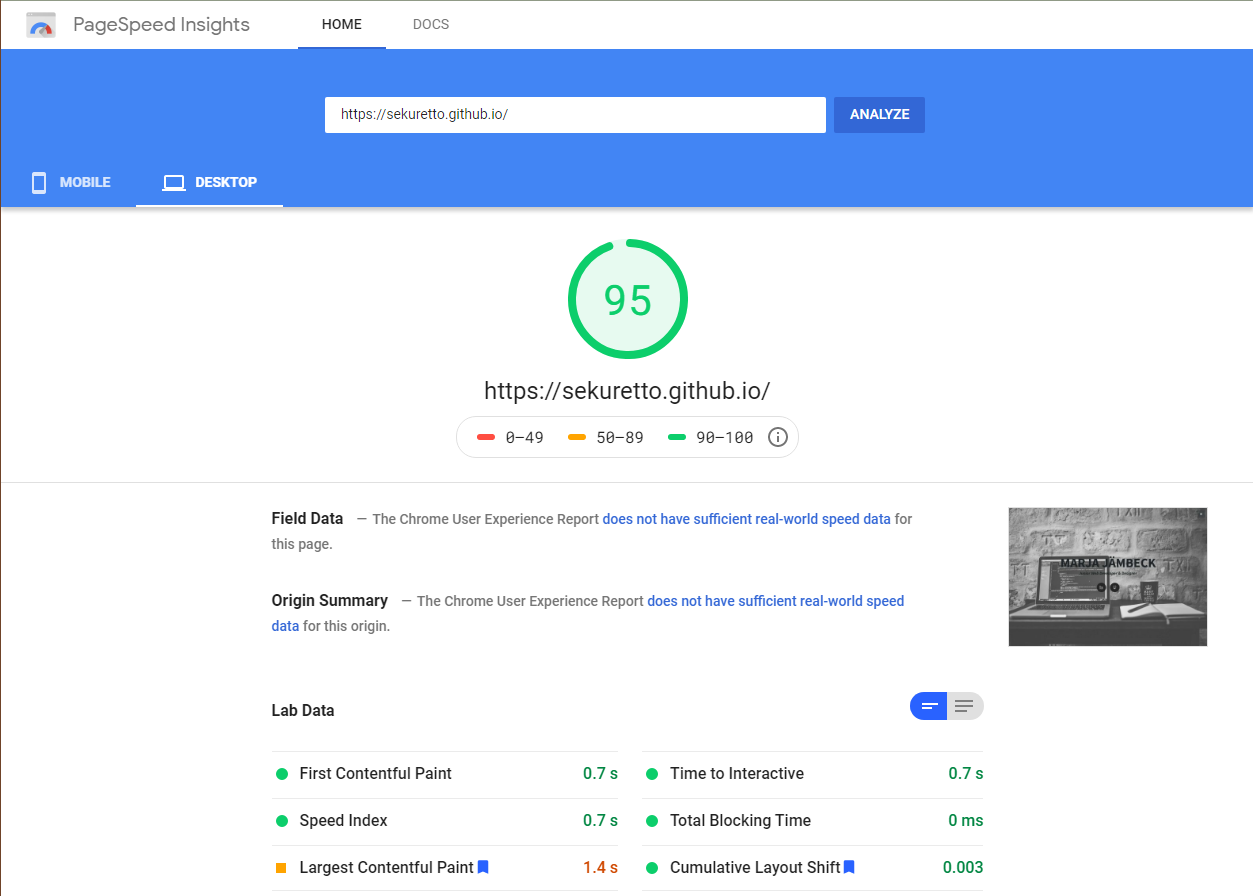 PageSpeed Insights HOME DOCS
https://sekuretto.github.io/ ANALYZE
MOBILE DESKTOP
95
https://sekuretto.github.io/
0–49 50–89 90–100
Field Data — The Chrome User Experience Report does not have sufficient real-world speed data for
this page.
MARJA JÄMBECK
Origin Summary — The Chrome User Experience Report does not have sufficient real-world speed
data for this origin.
Lab Data
First Contentful Paint 0.7 s
Time to Interactive 0.7 s
Speed Index 0.7 s
Total Blocking Time 0 ms
Largest Contentful Paint 1.4 s
Cumulative Layout Shift 0.003